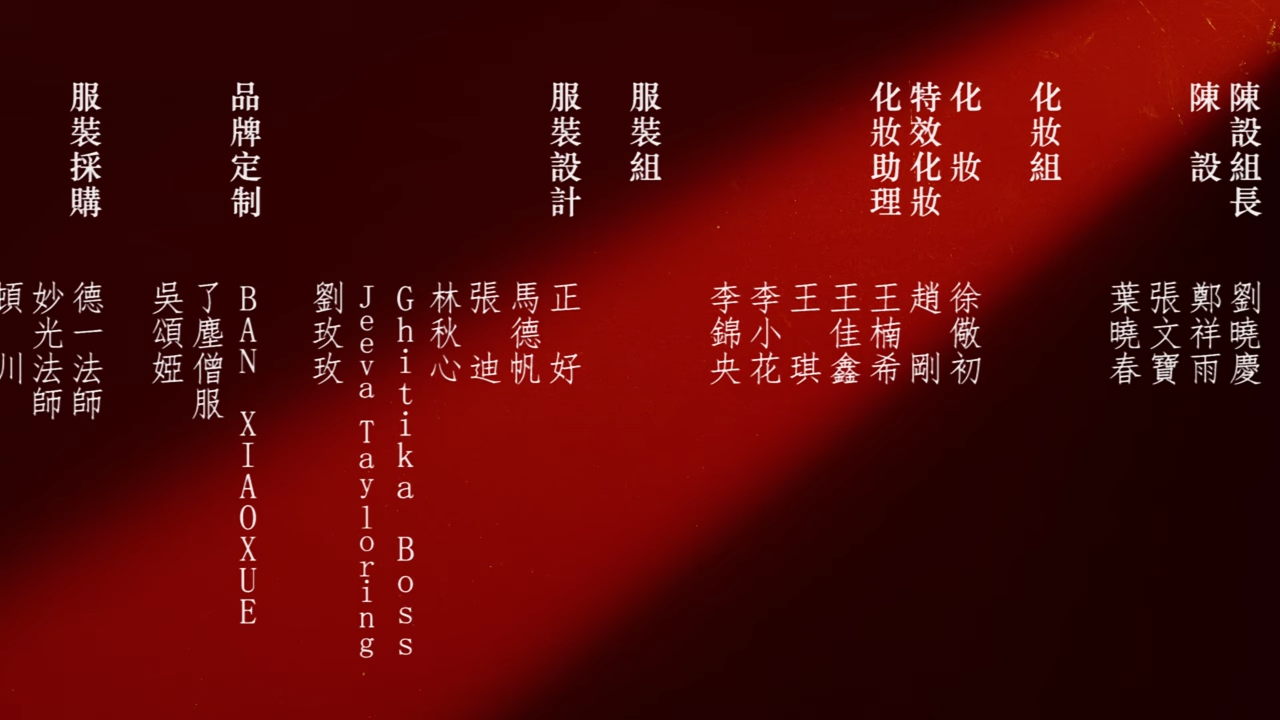 陳設組長
劉曉慶
陳設
鄭祥雨
張文寶
葉曉春
化妝組
化妝
徐儆初
特效化妝
趙剛
化妝助理
王楠希
王佳鑫
王琪
李小花
李錦央
服裝組
服裝設計
正好
馬德帆
張迪
林秋心
Ghitika Boss
Jeeva Tayloring
劉玫玫
品牌定制
BAN XIAOXUE
了塵僧服
吳頌婭
服裝採購
德一法師
妙光法師